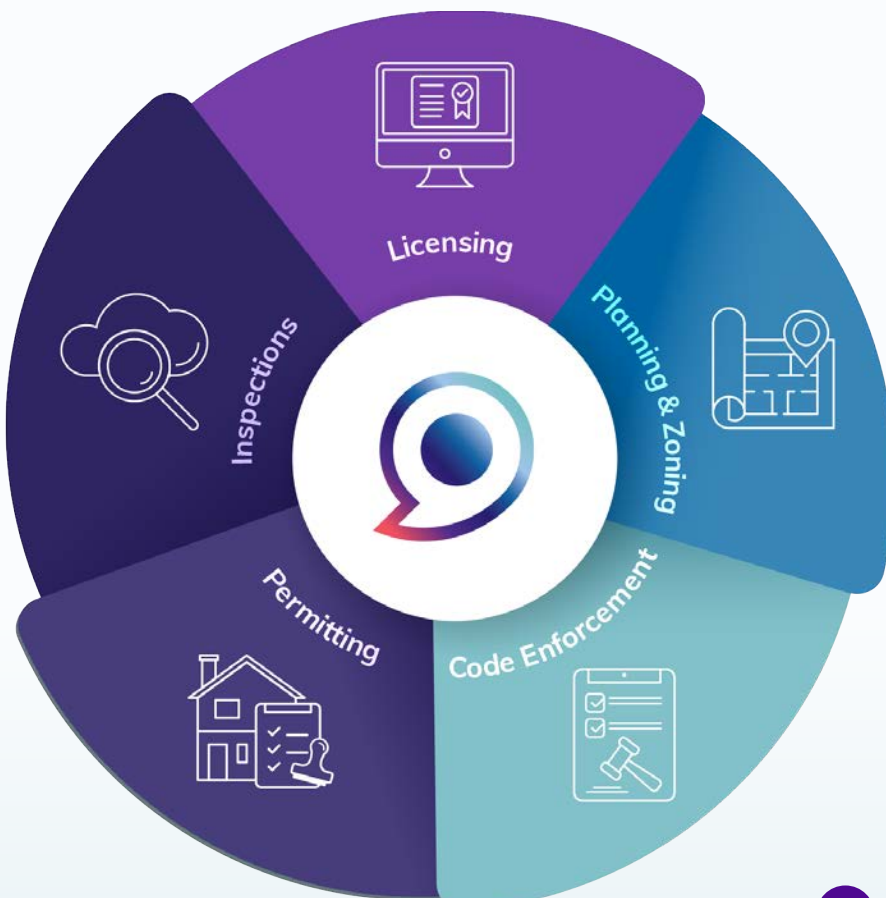 Licensing
Planning & Zoning
Code Enforcement
Permitting
Inspections